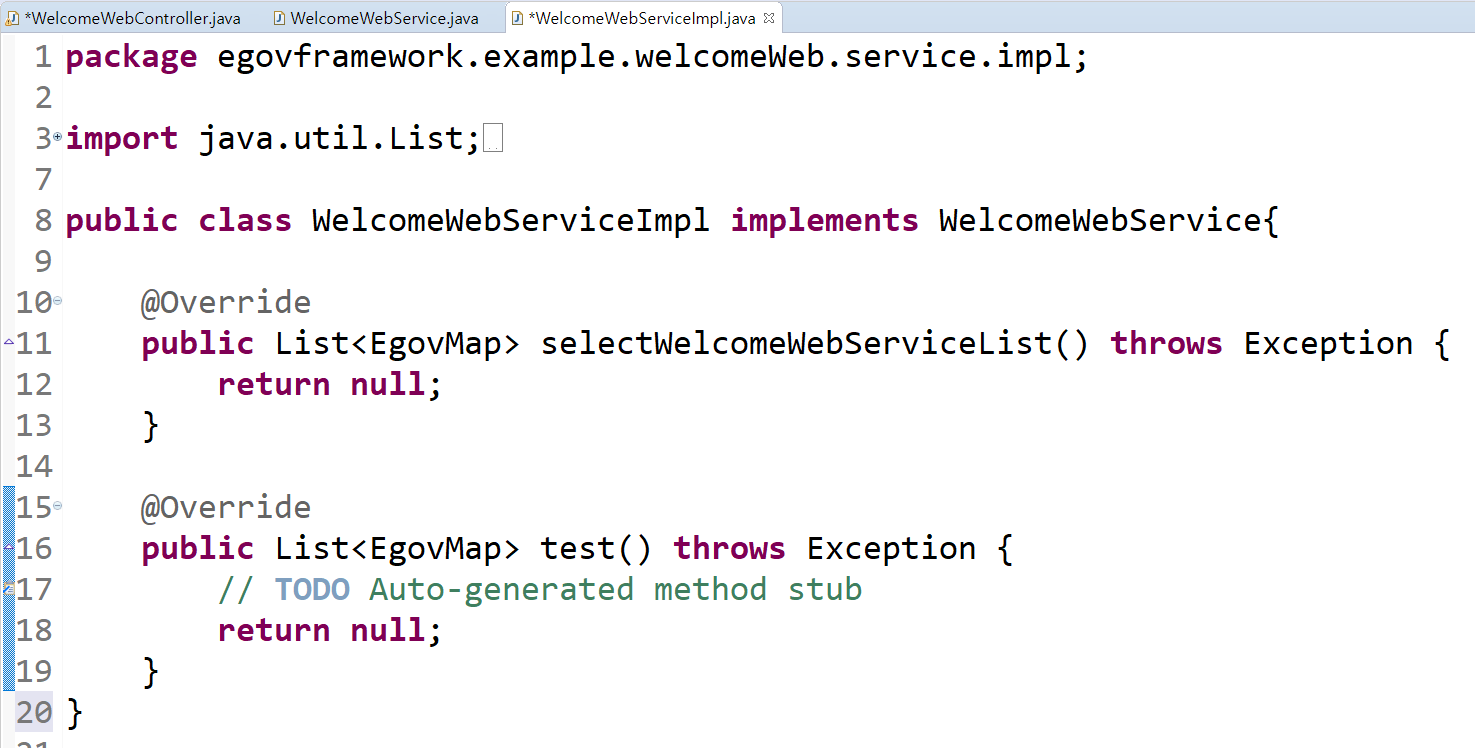 *WelcomeWebController.java WelcomeWebService.java *WelcomeWebServiceImpl.java
1 package egovframework.example.welcomeWeb.service.impl;
2
3 import java.util.List;
7
8 public class WelcomeWebServiceImpl implements WelcomeWebService{
9
10 @Override
11 public List<EgovMap> selectWelcomeWebServiceList() throws Exception {
12 return null;
13 }
14
15 @Override
16 public List<EgovMap> test() throws Exception {
17 // TODO Auto-generated method stub
18 return null;
19 }
20 }
21